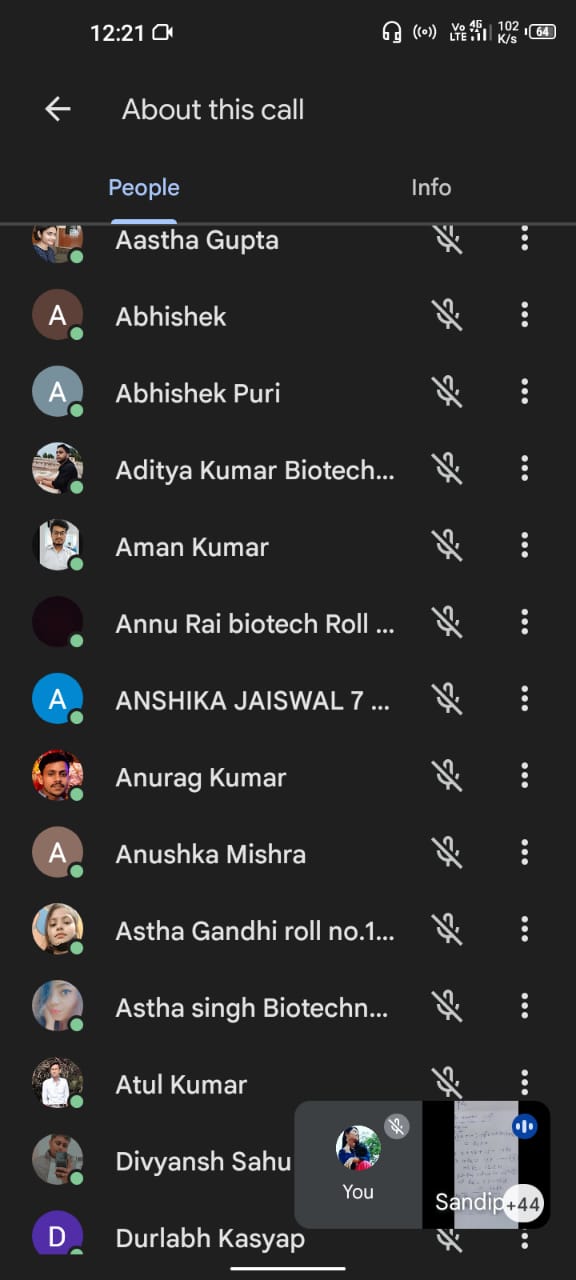 12:21
Vo LTE 4G 102 K/s 64
About this call
People Info
Aastha Gupta
A Abhishek
A Abhishek Puri
Aditya Kumar Biotech...
Aman Kumar
Annu Rai biotech Roll ...
A ANSHIKA JAISWAL 7 ...
Anurag Kumar
A Anushka Mishra
Astha Gandhi roll no.1...
Astha singh Biotechn...
Atul Kumar
Divyansh Sahu
You
Sandip +44
D Durlabh Kasyap